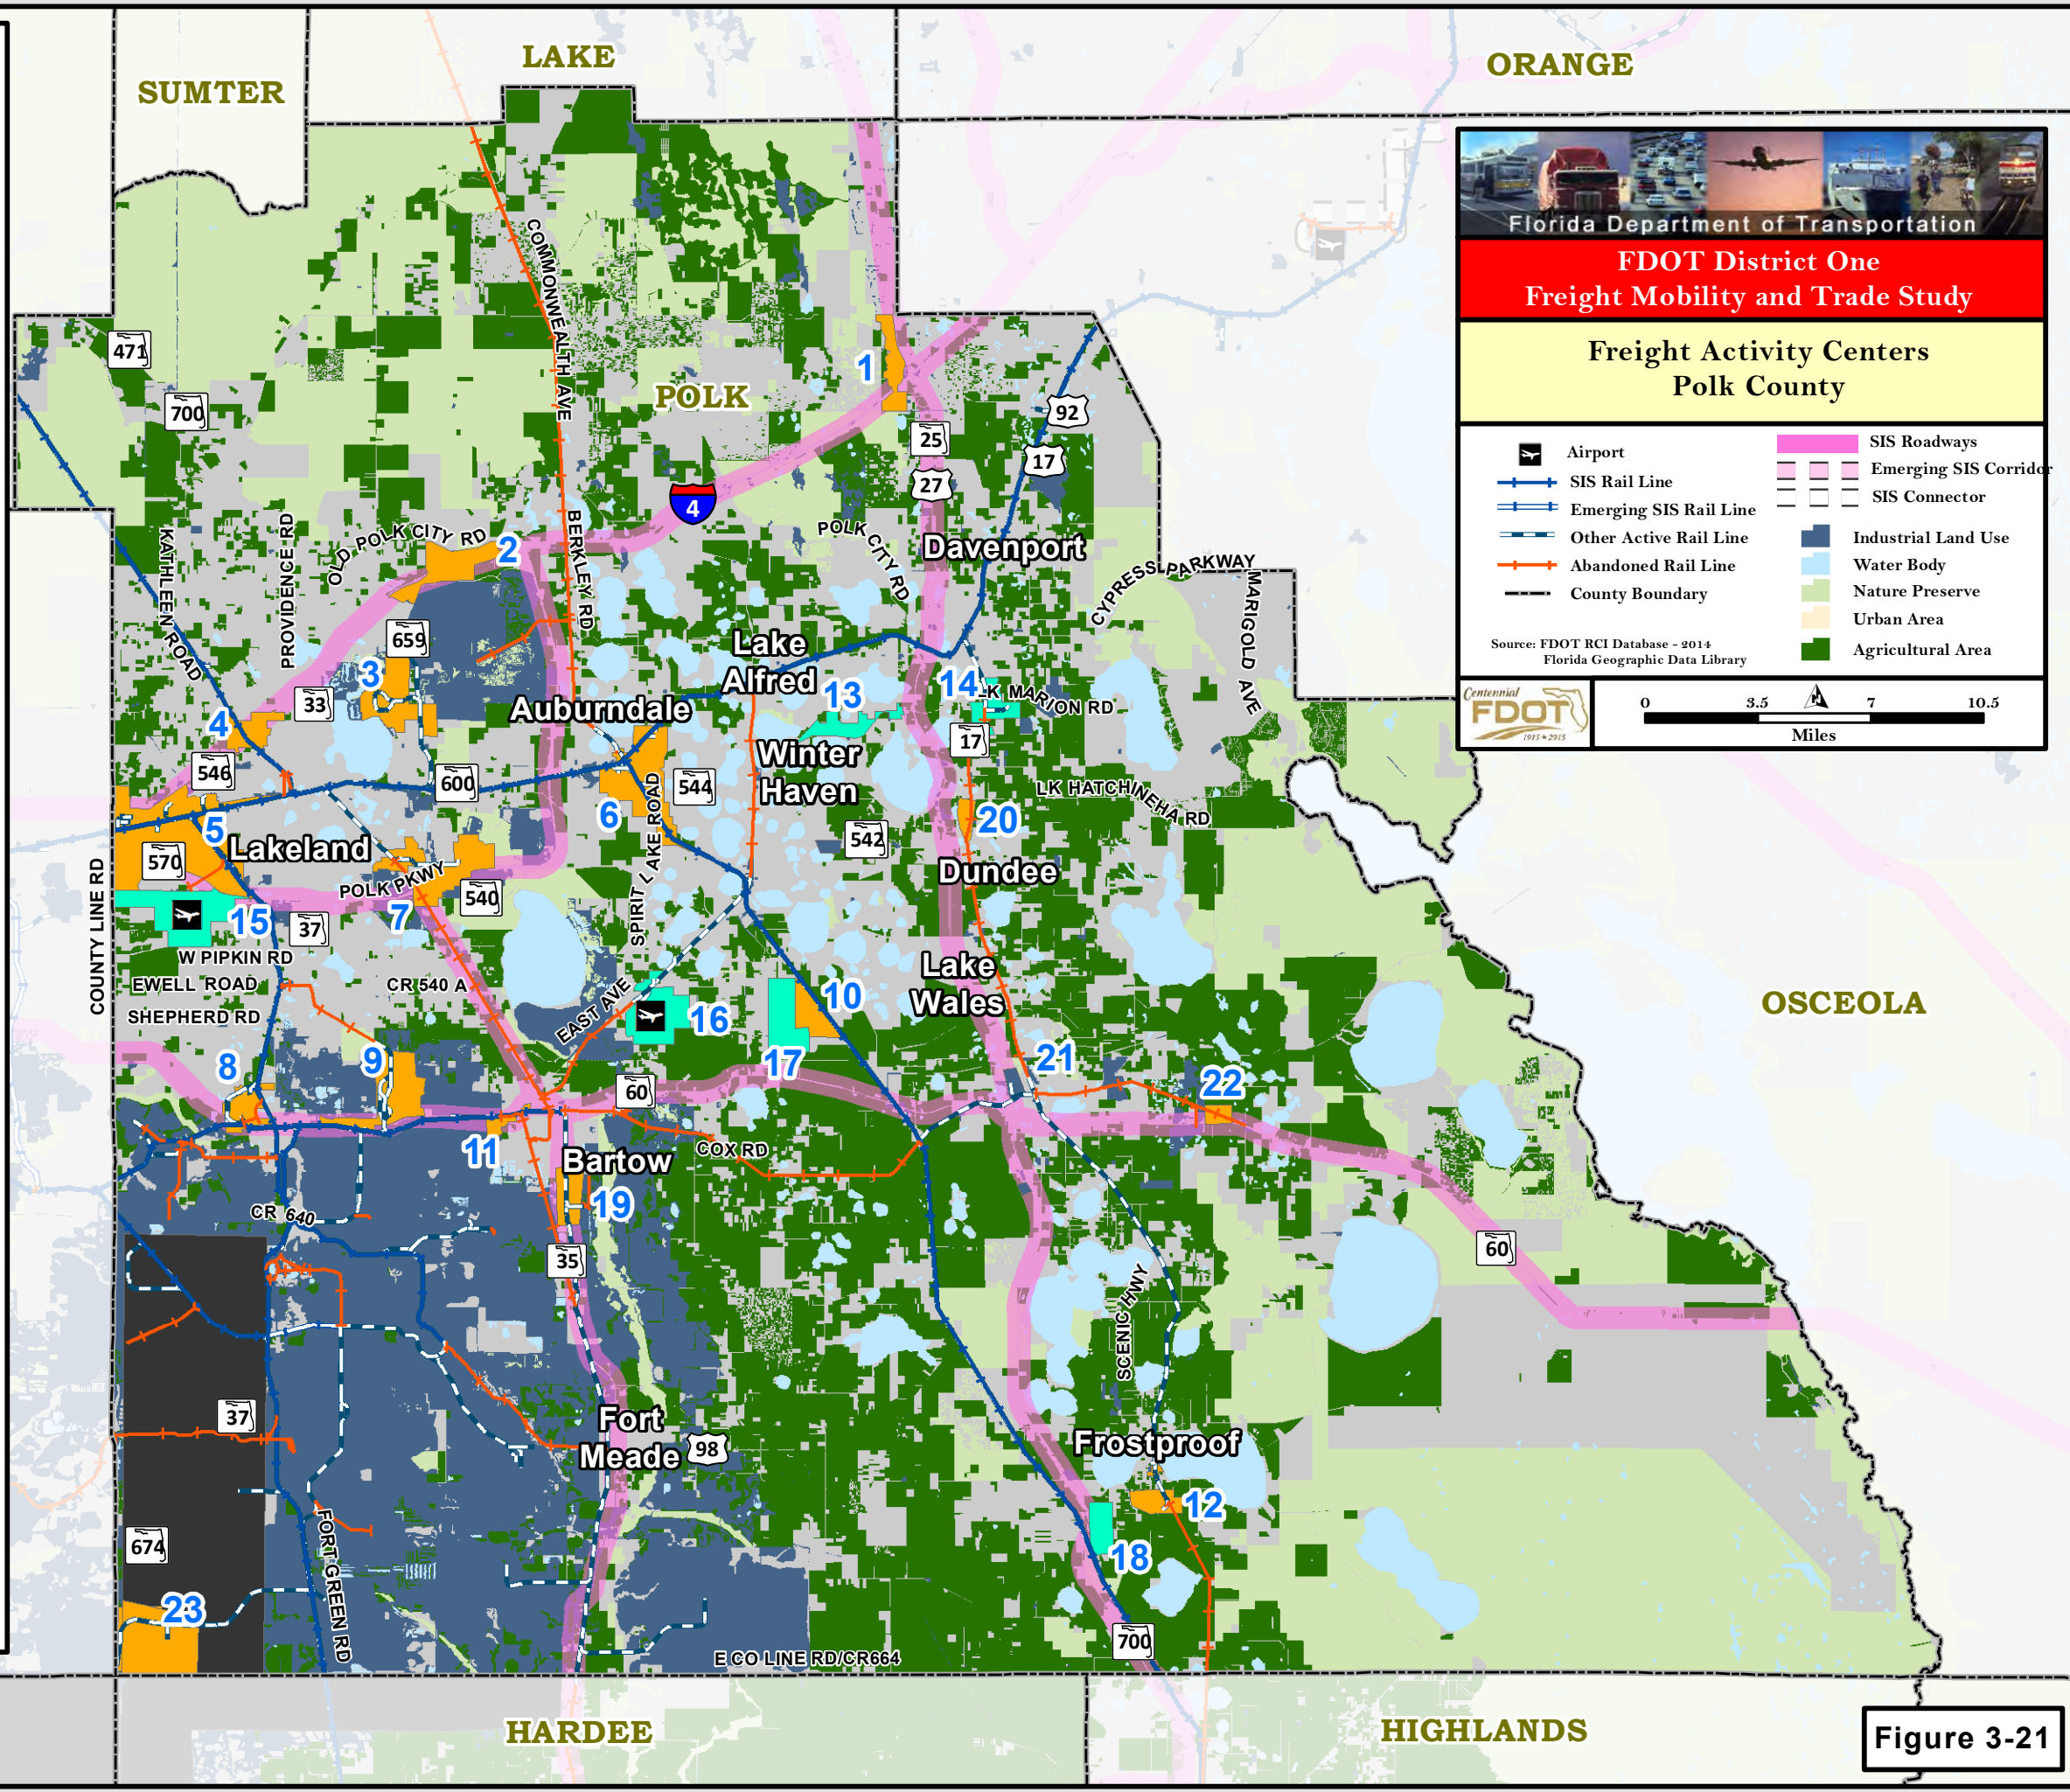 SUMTER
LAKE
ORANGE
Florida Department of Transportation
FDOT District One
Freight Mobility and Trade Study
Freight Activity Centers
Polk County
Airport
SIS Rail Line
Emerging SIS Rail Line
Other Active Rail Line
Abandoned Rail Line
County Boundary
SIS Roadways
Emerging SIS Corridor
SIS Connector
Industrial Land Use
Water Body
Nature Preserve
Urban Area
Agricultural Area
Source: FDOT RCI Database - 2014
Florida Geographic Data Library
Centennial
FDOT
1915★2015
0 3.5 7 10.5
Miles
COMMONWEALTH AVE
471
700
1
POLK
92
25
17
27
4
KATHLEEN ROAD
PROVIDENCE RD
OLD POLK CITY RD
2
BERKLEY RD
POLK CITY RD
Davenport
CYPRESS PARKWAY
MARIGOLD AVE
659
3
33
Lake
Alfred
13
14
LK MARION RD
Auburndale
4
17
546
600
544
Winter
Haven
LK HATCHINEHA RD
5
6
20
570
Lakeland
542
Dundee
COUNTY LINE RD
POLK PKWY
540
SPIRIT LAKE ROAD
15
37
7
W PIPKIN RD
EWELL ROAD
CR 540 A
Lake
Wales
10
SHEPHERD RD
EAST AVE
16
OSCEOLA
8
9
17
21
60
22
11
COX RD
Bartow
19
CR 640
35
60
SCENIC HWY
37
Fort
Meade
98
Frostproof
12
674
FORT GREEN RD
18
23
700
E CO LINE RD/CR664
HARDEE
HIGHLANDS
Figure 3-21